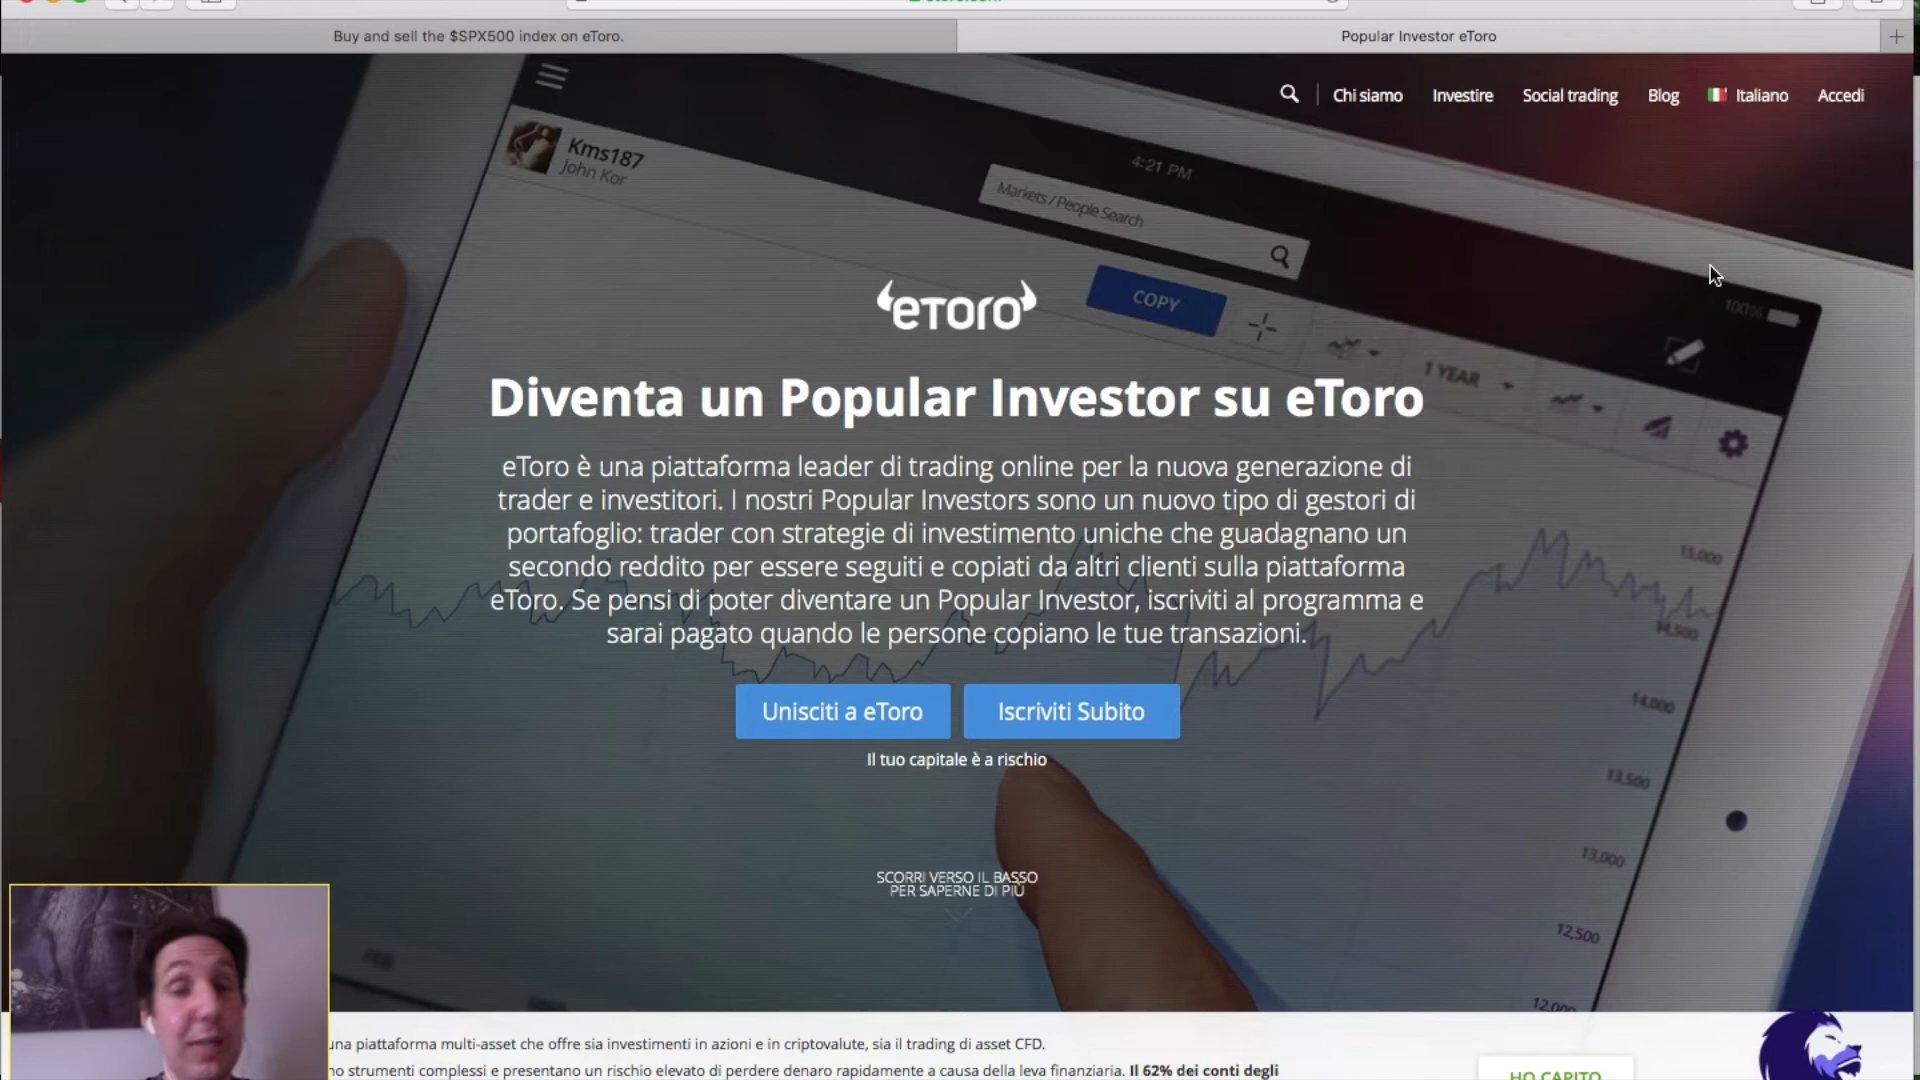 Buy and sell the $SPX500 index on eToro.
Popular Investor eToro
Chi siamo
Investire
Social trading
Blog
Italiano
Accedi
Kms187
John Kor
4:21 PM
Markets / People Search
100%
COPY
1 YEAR
eToro
Diventa un Popular Investor su eToro
eToro è una piattaforma leader di trading online per la nuova generazione di
trader e investitori. I nostri Popular Investors sono un nuovo tipo di gestori di
portafoglio: trader con strategie di investimento uniche che guadagnano un
secondo reddito per essere seguiti e copiati da altri clienti sulla piattaforma
eToro. Se pensi di poter diventare un Popular Investor, iscriviti al programma e
sarai pagato quando le persone copiano le tue transazioni.
15,000
14,500
14,000
13,500
13,000
12,500
12,000
Unisciti a eToro
Iscriviti Subito
Il tuo capitale è a rischio
SCORRI VERSO IL BASSO
PER SAPERNE DI PIÙ
una piattaforma multi-asset che offre sia investimenti in azioni e in criptovalute, sia il trading di asset CFD.
strumenti complessi e presentano un rischio elevato di perdere denaro rapidamente a causa della leva finanziaria. Il 62% dei conti degli
HO CAPITO